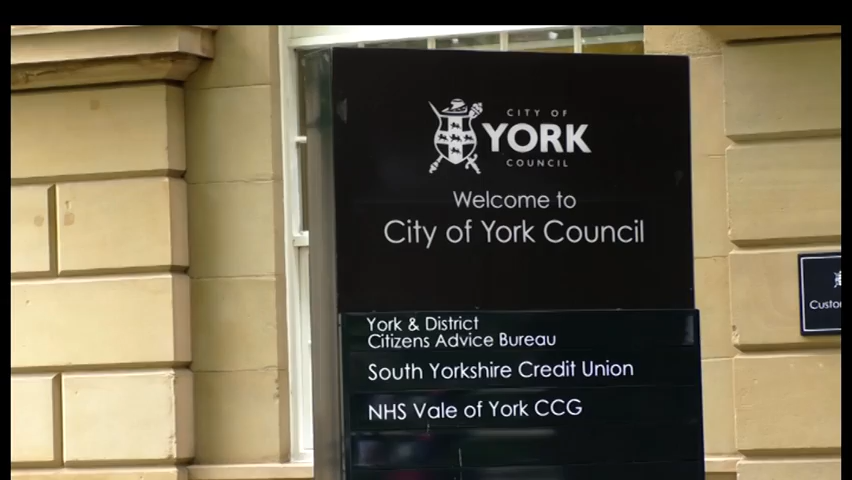 CITY OF
YORK
COUNCIL
Welcome to
City of York Council
York & District
Citizens Advice Bureau
South Yorkshire Credit Union
NHS Vale of York CCG